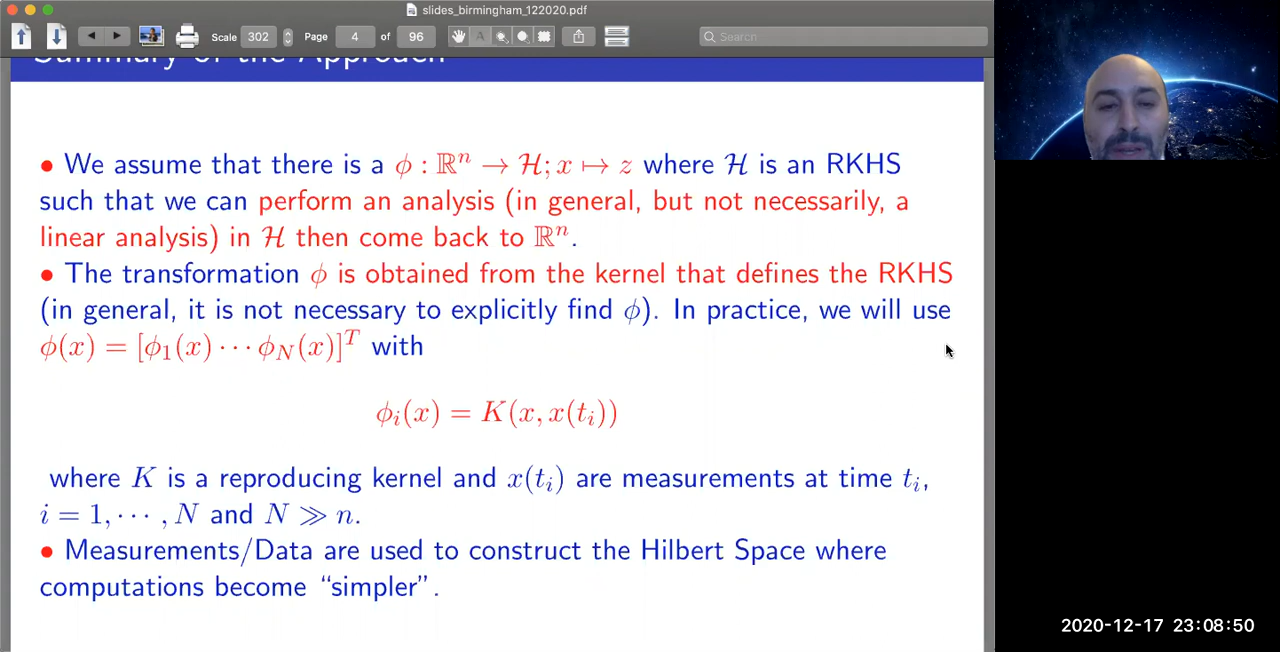 slides_birmingham_122020.pdf
Scale 302 Page 4 of 96 Search
Summary of the Approach
• We assume that there is a ϕ : ℝⁿ → ℋ; x ↦ z where ℋ is an RKHS
such that we can perform an analysis (in general, but not necessarily, a
linear analysis) in ℋ then come back to ℝⁿ.
• The transformation ϕ is obtained from the kernel that defines the RKHS
(in general, it is not necessary to explicitly find ϕ). In practice, we will use
ϕ(x) = [ϕ₁(x) ⋯ ϕ_N(x)]ᵀ with
ϕᵢ(x) = K(x, x(tᵢ))
where K is a reproducing kernel and x(tᵢ) are measurements at time tᵢ,
i = 1, ⋯ , N and N ≫ n.
• Measurements/Data are used to construct the Hilbert Space where
computations become “simpler”.
2020-12-17 23:08:50